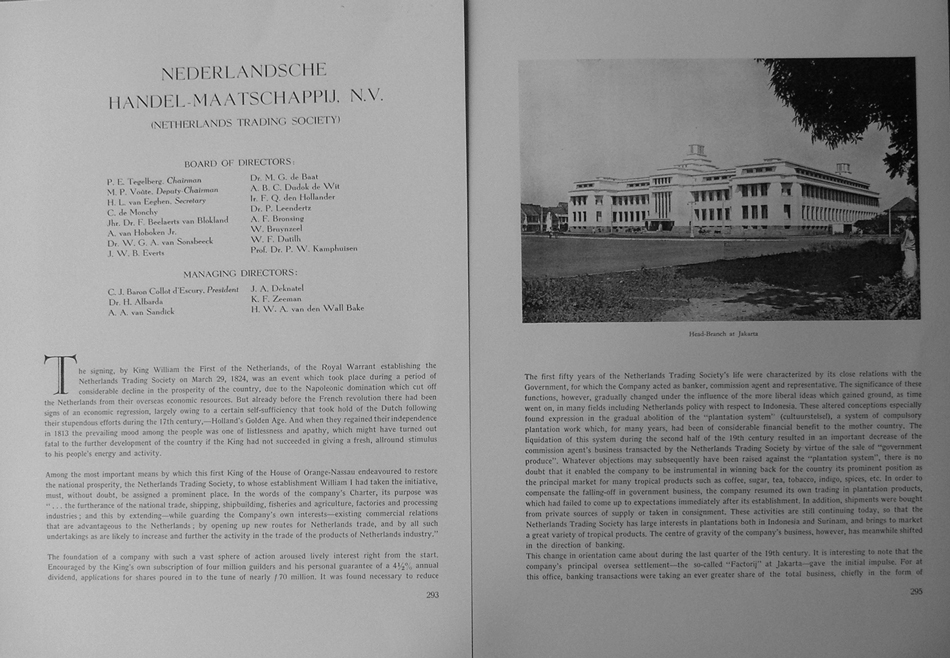 NEDERLANDSCHE
HANDEL-MAATSCHAPPIJ, N.V.
(NETHERLANDS TRADING SOCIETY)
BOARD OF DIRECTORS:
P. E. Tegelberg, Chairman
M. P. Voûte, Deputy-Chairman
H. L. van Eeghen, Secretary
C. de Monchy
Jhr. Dr. F. Beelaerts van Blokland
A. van Hoboken Jr.
Dr. W. G. A. van Sonsbeeck
J. W. B. Everts
Dr. M. G. de Baat
A. B. C. Dudok de Wit
Ir. F. Q. den Hollander
Dr. P. Leendertz
A. F. Bronsing
W. Bruynzeel
W. F. Dutilh
Prof. Dr. P. W. Kamphuisen
MANAGING DIRECTORS:
C. J. Baron Collot d'Escury, President
Dr. H. Albarda
A. A. van Sandick
J. A. Deknatel
K. F. Zeeman
H. W. A. van den Wall Bake
The signing, by King William the First of the Netherlands, of the Royal Warrant establishing the
Netherlands Trading Society on March 29, 1824, was an event which took place during a period of
considerable decline in the prosperity of the country, due to the Napoleonic domination which cut off
the Netherlands from their overseas economic resources. But already before the French revolution there had been
signs of an economic regression, largely owing to a certain self-sufficiency that took hold of the Dutch following
their stupendous efforts during the 17th century,—Holland's Golden Age. And when they regained their independence
in 1813 the prevailing mood among the people was one of listlessness and apathy, which might have turned out
fatal to the further development of the country if the King had not succeeded in giving a fresh, allround stimulus
to his people's energy and activity.
Among the most important means by which this first King of the House of Orange-Nassau endeavoured to restore
the national prosperity, the Netherlands Trading Society, to whose establishment William I had taken the initiative,
must, without doubt, be assigned a prominent place. In the words of the company's Charter, its purpose was
". . . the furtherance of the national trade, shipping, shipbuilding, fisheries and agriculture, factories and processing
industries; and this by extending—while guarding the Company's own interests—existing commercial relations
that are advantageous to the Netherlands; by opening up new routes for Netherlands trade, and by all such
undertakings as are likely to increase and further the activity in the trade of the products of Netherlands industry."
The foundation of a company with such a vast sphere of action aroused lively interest right from the start.
Encouraged by the King's own subscription of four million guilders and his personal guarantee of a 4½% annual
dividend, applications for shares poured in to the tune of nearly ƒ70 million. It was found necessary to reduce
293
Head-Branch at Jakarta
The first fifty years of the Netherlands Trading Society's life were characterized by its close relations with the
Government, for which the Company acted as banker, commission agent and representative. The significance of these
functions, however, gradually changed under the influence of the more liberal ideas which gained ground, as time
went on, in many fields including Netherlands policy with respect to Indonesia. These altered conceptions especially
found expression in the gradual abolition of the "plantation system" (cultuurstelsel), a system of compulsory
plantation work which, for many years, had been of considerable financial benefit to the mother country. The
liquidation of this system during the second half of the 19th century resulted in an important decrease of the
commission agent's business transacted by the Netherlands Trading Society by virtue of the sale of "government
produce". Whatever objections may subsequently have been raised against the "plantation system", there is no
doubt that it enabled the company to be instrumental in winning back for the country its prominent position as
the principal market for many tropical products such as coffee, sugar, tea, tobacco, indigo, spices, etc. In order to
compensate the falling-off in government business, the company resumed its own trading in plantation products,
which had failed to come up to expectations immediately after its establishment. In addition, shipments were bought
from private sources of supply or taken in consignment. These activities are still continuing today, so that the
Netherlands Trading Society has large interests in plantations both in Indonesia and Surinam, and brings to market
a great variety of tropical products. The centre of gravity of the company's business, however, has meanwhile shifted
in the direction of banking.
This change in orientation came about during the last quarter of the 19th century. It is interesting to note that the
company's principal oversea settlement—the so-called "Factorij" at Jakarta—gave the initial impulse. For at
this office, banking transactions were taking an ever greater share of the total business, chiefly in the form of
295